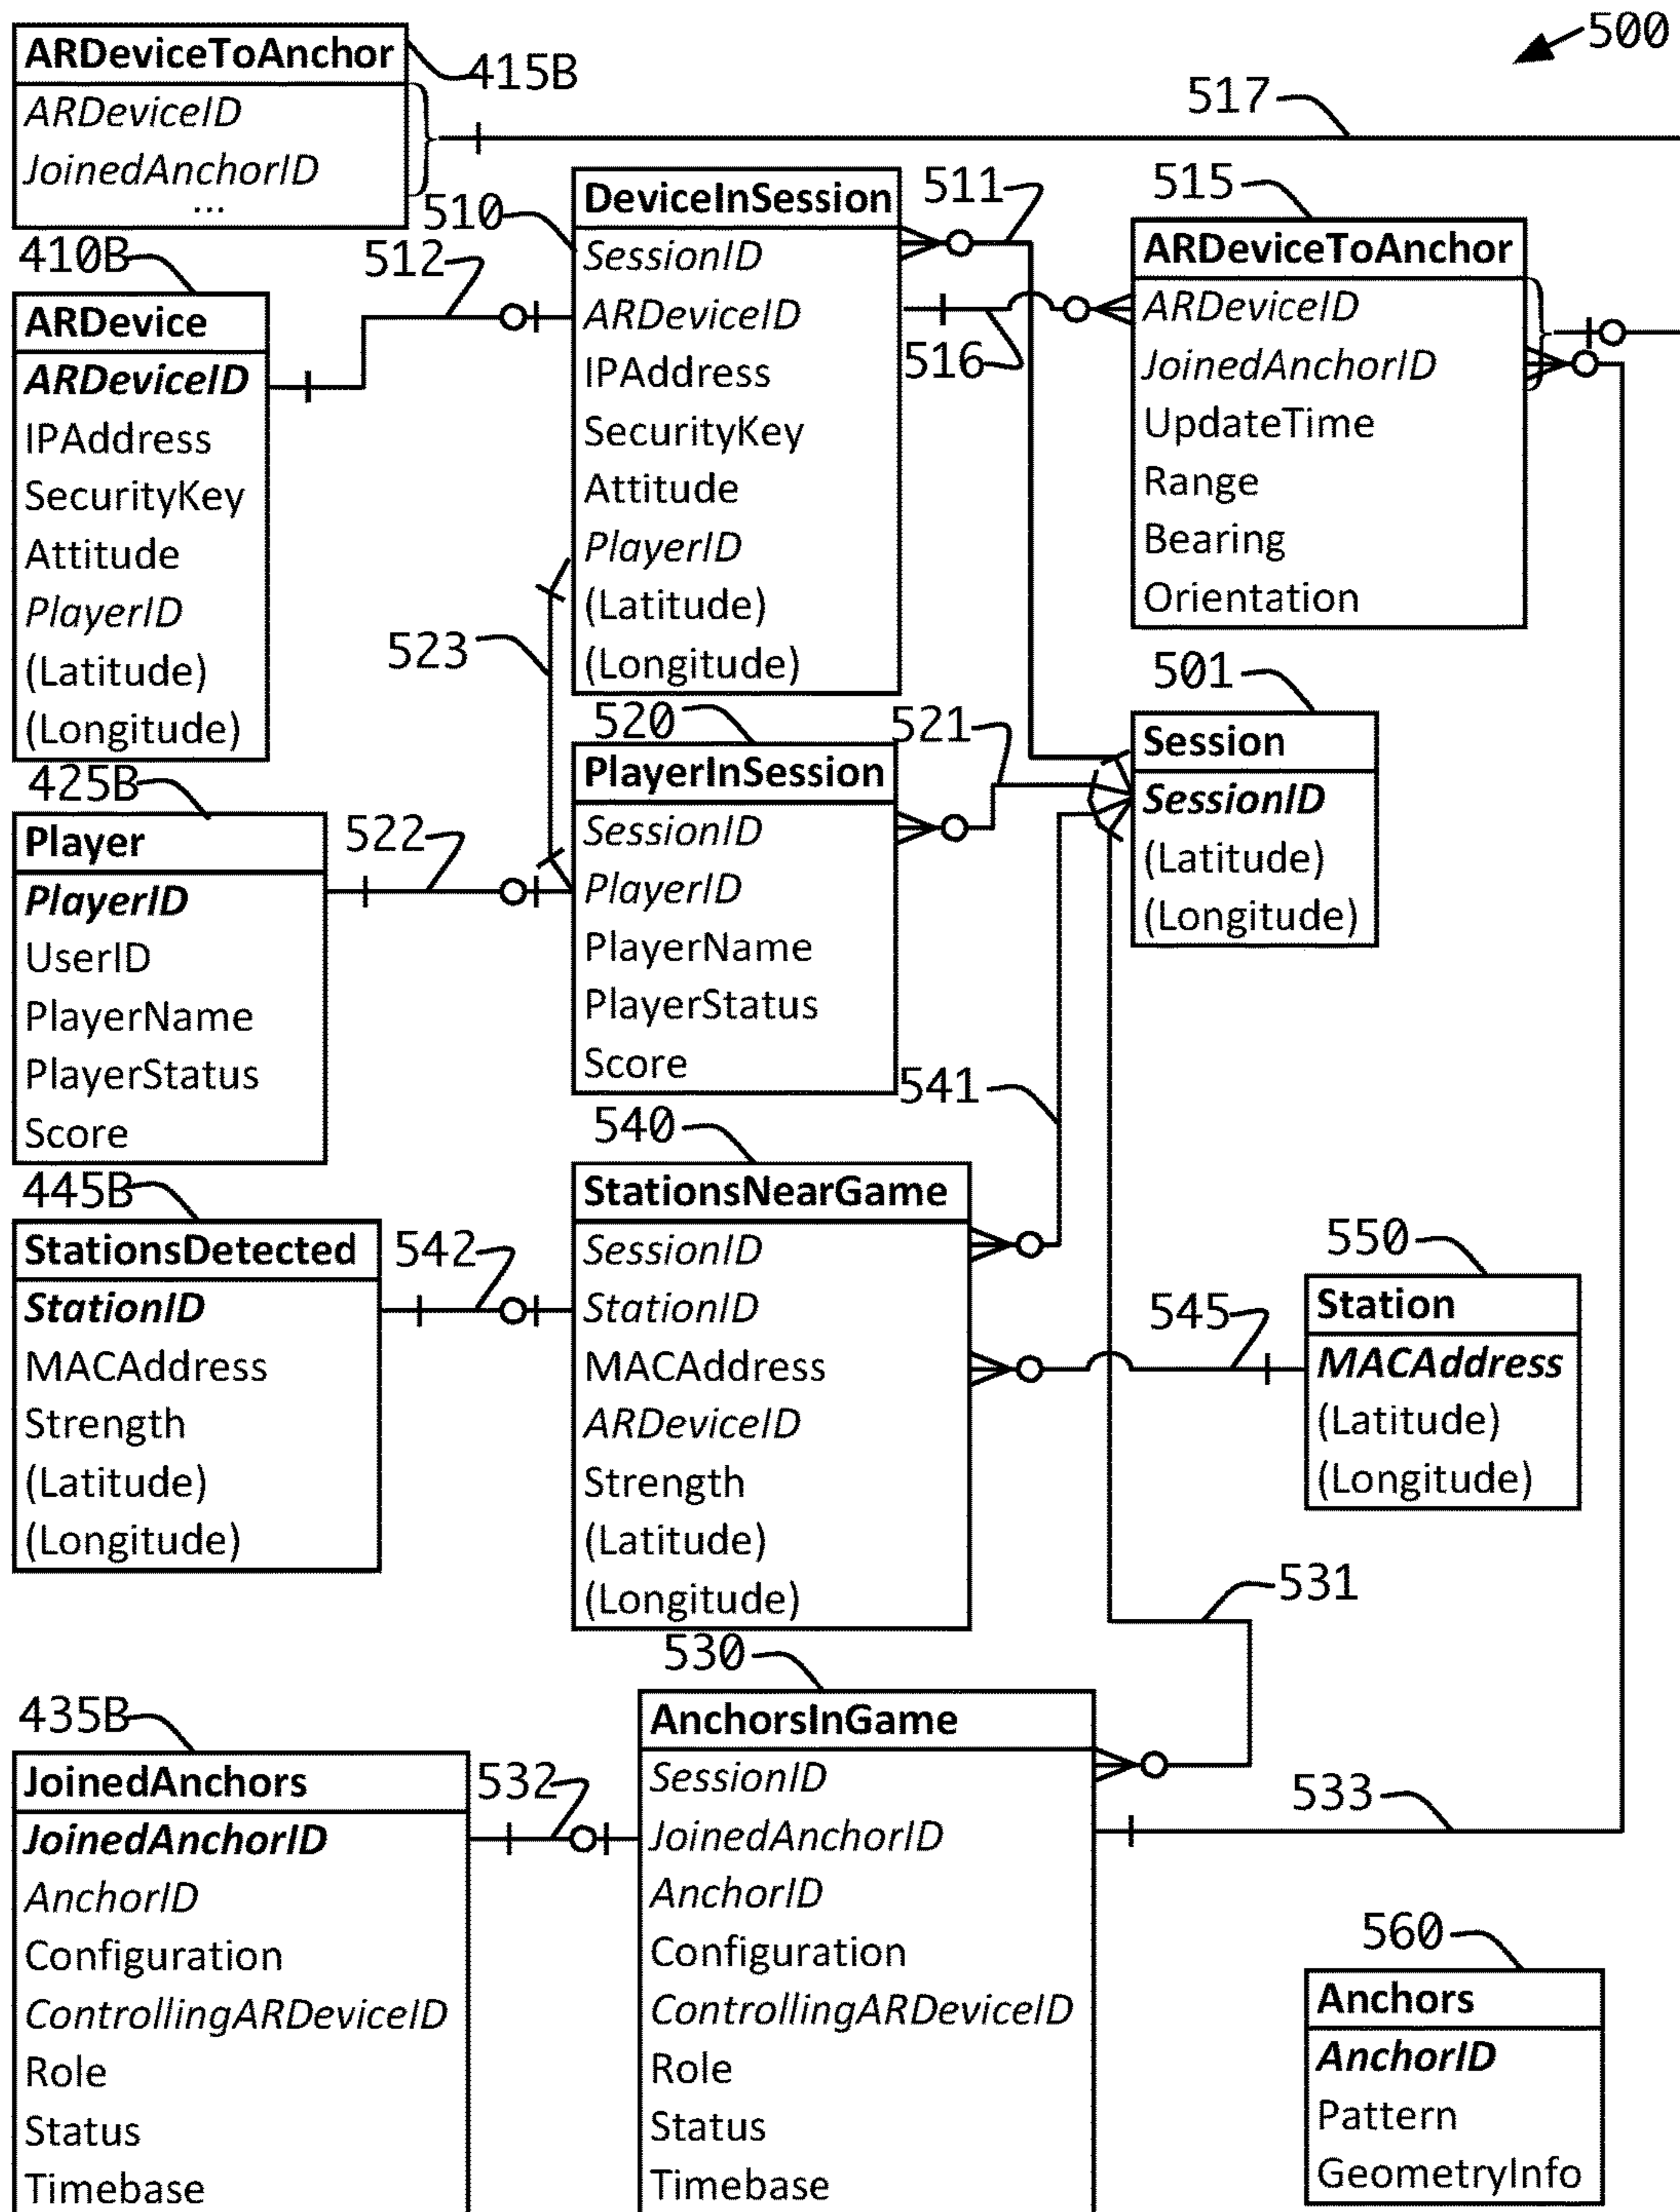 500
ARDeviceToAnchor
415B
ARDeviceID
JoinedAnchorID
...
517
410B
ARDevice
ARDeviceID
IPAddress
SecurityKey
Attitude
PlayerID
(Latitude)
(Longitude)
512
510
DeviceInSession
SessionID
ARDeviceID
IPAddress
SecurityKey
Attitude
PlayerID
(Latitude)
(Longitude)
511
516
515
ARDeviceToAnchor
ARDeviceID
JoinedAnchorID
UpdateTime
Range
Bearing
Orientation
523
425B
Player
PlayerID
UserID
PlayerName
PlayerStatus
Score
522
520
PlayerInSession
SessionID
PlayerID
PlayerName
PlayerStatus
Score
521
501
Session
SessionID
(Latitude)
(Longitude)
541
445B
StationsDetected
StationID
MACAddress
Strength
(Latitude)
(Longitude)
542
540
StationsNearGame
SessionID
StationID
MACAddress
ARDeviceID
Strength
(Latitude)
(Longitude)
545
550
Station
MACAddress
(Latitude)
(Longitude)
531
435B
JoinedAnchors
JoinedAnchorID
AnchorID
Configuration
ControllingARDeviceID
Role
Status
Timebase
532
530
AnchorsInGame
SessionID
JoinedAnchorID
AnchorID
Configuration
ControllingARDeviceID
Role
Status
Timebase
533
560
Anchors
AnchorID
Pattern
GeometryInfo